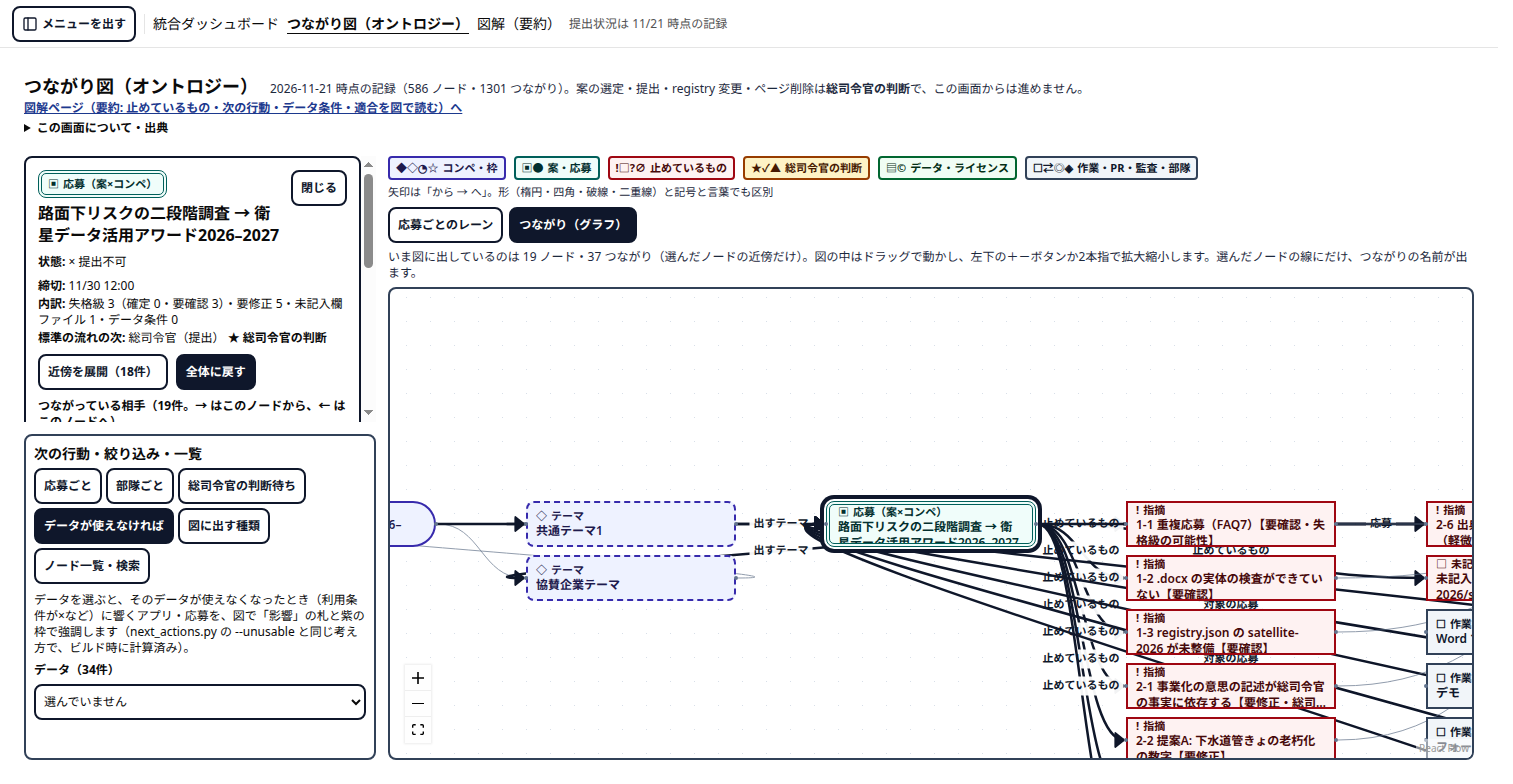 メニューを出す
統合ダッシュボード つながり図（オントロジー） 図解（要約） 提出状況は 11/21 時点の記録
つながり図（オントロジー） 2026-11-21 時点の記録（586 ノード・1301 つながり）。案の選定・提出・registry 変更・ページ削除は総司令官の判断で、この画面からは進めません。
図解ページ（要約: 止めているもの・次の行動・データ条件・適合を図で読む）へ
▶ この画面について・出典
▣ 応募（案×コンペ）
閉じる
路面下リスクの二段階調査 → 衛
星データ活用アワード2026–2027
状態: × 提出不可
締切: 11/30 12:00
内訳: 失格級 3（確定 0・要確認 3）・要修正 5・未記入欄
ファイル 1・データ条件 0
標準の流れの次: 総司令官（提出） ★ 総司令官の判断
近傍を展開（18件）
全体に戻す
つながっている相手（19件。→ はこのノードから、← は
このノードへ）
次の行動・絞り込み・一覧
応募ごと
部隊ごと
総司令官の判断待ち
データが使えなければ
図に出す種類
ノード一覧・検索
データを選ぶと、そのデータが使えなくなったとき（利用条
件が×など）に響くアプリ・応募を、図で「影響」の札と紫の
枠で強調します（next_actions.py の --unusable と同じ考え
方で、ビルド時に計算済み）。
データ（34件）
選んでいません
◆◇◔☆ コンペ・枠
▣● 案・応募
!□?⊘ 止めているもの
★✓▲ 総司令官の判断
▤© データ・ライセンス
☐⇄◎◆ 作業・PR・監査・部隊
矢印は「から → へ」。形（楕円・四角・破線・二重線）と記号と言葉でも区別
応募ごとのレーン
つながり（グラフ）
いま図に出しているのは 19 ノード・37 つながり（選んだノードの近傍だけ）。図の中はドラッグで動かし、左下の＋−ボタンか2本指で拡大縮小します。選んだノードの線にだけ、つながりの名前が出
ます。
6–
◇ テーマ
共通テーマ1
◇ テーマ
協賛企業テーマ
出すテーマ
出すテーマ
▣ 応募（案×コンペ）
路面下リスクの二段階調査 → 衛
星データ活用アワード2026–2027
止めているもの
止めているもの
止めているもの
止めているもの
止めているもの
止めているもの
止めているもの
! 指摘
1-1 重複応募（FAQ7）【要確認・失
格級の可能性】
止めているもの
! 指摘
1-2 .docx の実体の検査ができてい
ない【要確認】
対象の応募
! 指摘
1-3 registry.json の satellite-
2026 が未整備【要確認】
対象の応募
! 指摘
2-1 事業化の意思の記述が総司令官
の事実に依存する【要修正・総司...
! 指摘
2-2 提案A: 下水道管きょの老朽化
の数字【要修正】
応募
! 指摘
2-6 出
（軽微
□ 未記
未記入
2026/s
☐ 作業
Word
☐ 作業
デモ
☐ 作業
React Flow